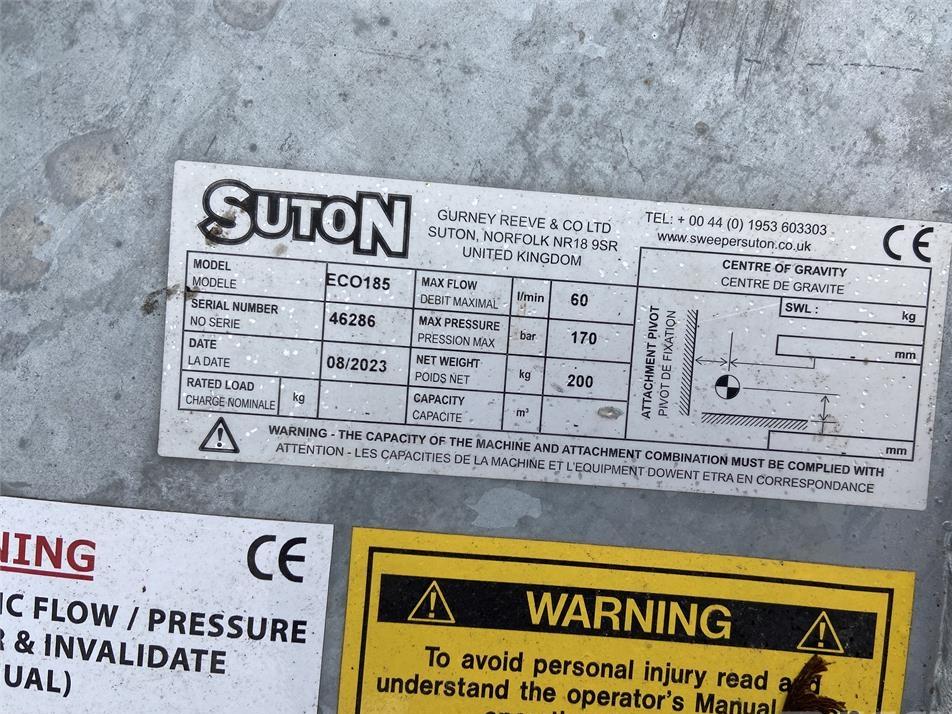 SUTON
GURNEY REEVE & CO LTD
SUTON, NORFOLK NR18 9SR
UNITED KINGDOM
TEL: + 00 44 (0) 1953 603303
www.sweepersuton.co.uk
CE
MODEL
MODELE
ECO185
SERIAL NUMBER
NO SERIE
46286
DATE
LA DATE
08/2023
RATED LOAD
CHARGE NOMINALE
kg
-
MAX FLOW
DEBIT MAXIMAL
l/min
60
MAX PRESSURE
PRESSION MAX
bar
170
NET WEIGHT
POIDS NET
kg
200
CAPACITY
CAPACITE
m³
-
CENTRE OF GRAVITY
CENTRE DE GRAVITE
ATTACHMENT PIVOT
PIVOT DE FIXATION
SWL :
kg
- mm
- mm
WARNING - THE CAPACITY OF THE MACHINE AND ATTACHMENT COMBINATION MUST BE COMPLIED WITH
ATTENTION - LES CAPACITIES DE LA MACHINE ET L'EQUIPMENT DOWENT ETRA EN CORRESPONDANCE
NING
CE
IC FLOW / PRESSURE
R & INVALIDATE
UAL)
WARNING
To avoid personal injury read and
understand the operator's Manual